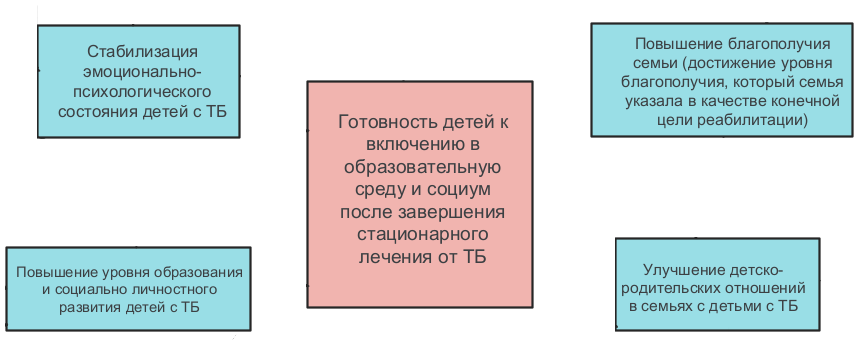 Стабилизация
эмоционально-
психологического
состояния детей с ТБ
Повышение благополучия
семьи (достижение уровня
благополучия, который семья
указала в качестве конечной
цели реабилитации)
Готовность детей к
включению в
образовательную
среду и социум
после завершения
стационарного
лечения от ТБ
Повышение уровня образования
и социально личностного
развития детей с ТБ
Улучшение детско-
родительских отношений
в семьях с детьми с ТБ